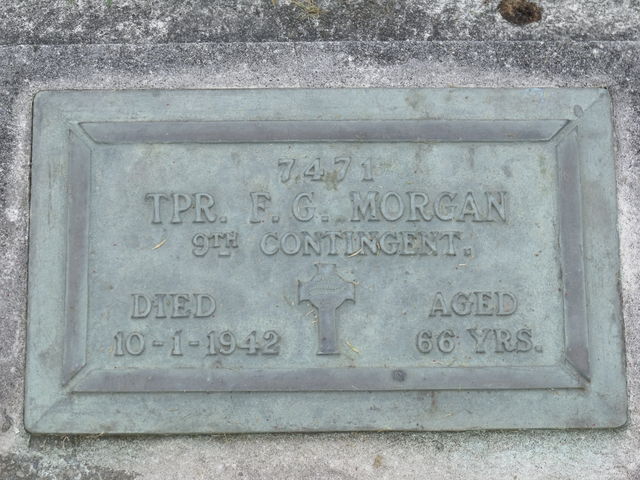 7471
TPR. F. G. MORGAN
9TH CONTINGENT.
DIED AGED
10-1-1942 66 YRS.